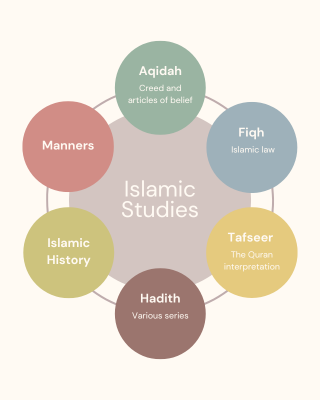 Aqidah
Creed and
articles of belief
Fiqh
Islamic law
Tafseer
The Quran
interpretation
Hadith
Various series
Islamic
History
Manners
Islamic
Studies